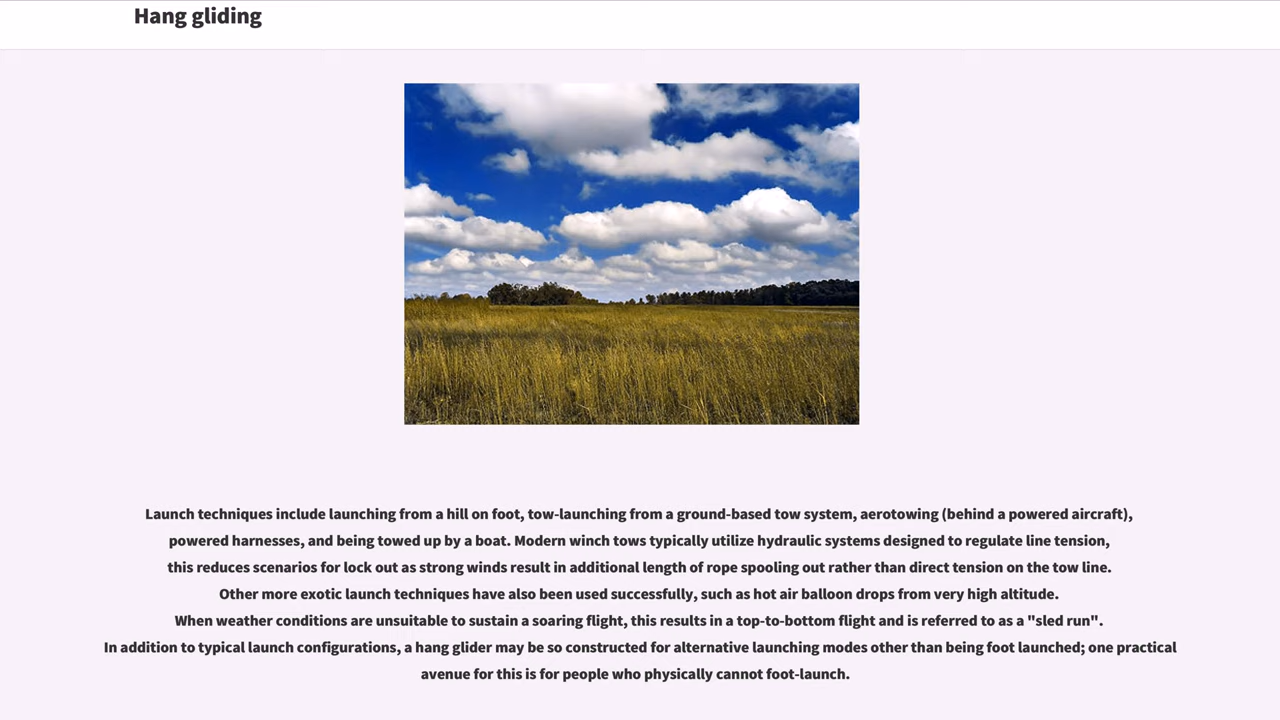 Hang gliding
Launch techniques include launching from a hill on foot, tow-launching from a ground-based tow system, aerotowing (behind a powered aircraft),
powered harnesses, and being towed up by a boat. Modern winch tows typically utilize hydraulic systems designed to regulate line tension,
this reduces scenarios for lock out as strong winds result in additional length of rope spooling out rather than direct tension on the tow line.
Other more exotic launch techniques have also been used successfully, such as hot air balloon drops from very high altitude.
When weather conditions are unsuitable to sustain a soaring flight, this results in a top-to-bottom flight and is referred to as a "sled run".
In addition to typical launch configurations, a hang glider may be so constructed for alternative launching modes other than being foot launched; one practical
avenue for this is for people who physically cannot foot-launch.